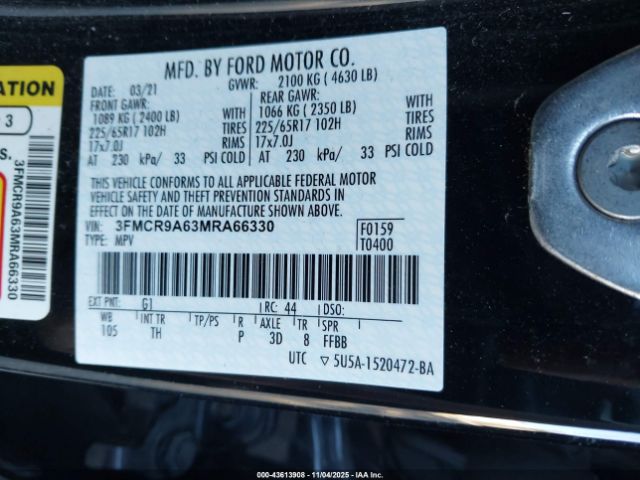 MFD. BY FORD MOTOR CO.
DATE: 03/21 GVWR: 2100 KG ( 4630 LB)
FRONT GAWR: REAR GAWR:
1089 KG ( 2400 LB) WITH 1066 KG ( 2350 LB) WITH
225/65R17 102H TIRES 225/65R17 102H TIRES
17x7.0J RIMS 17x7.0J RIMS
AT 230 kPa/ 33 PSI COLD AT 230 kPa/ 33 PSI COLD
THIS VEHICLE CONFORMS TO ALL APPLICABLE FEDERAL MOTOR
VEHICLE SAFETY AND THEFT PREVENTION STANDARDS IN
EFFECT ON THE DATE OF MANUFACTURE SHOWN ABOVE.
VIN: 3FMCR9A63MRA66330 F0159
TYPE: MPV T0400
EXT PNT: G1 RC: 44 DSO:
WB INT TR TP/PS R AXLE TR SPR
105 TH P 3D 8 FFBB
UTC ▽5U5A-1520472-BA
ATION
3
S.
3FMCR9A63MRA66330
000-43613908 | 11/04/2025 | IAAI.COM